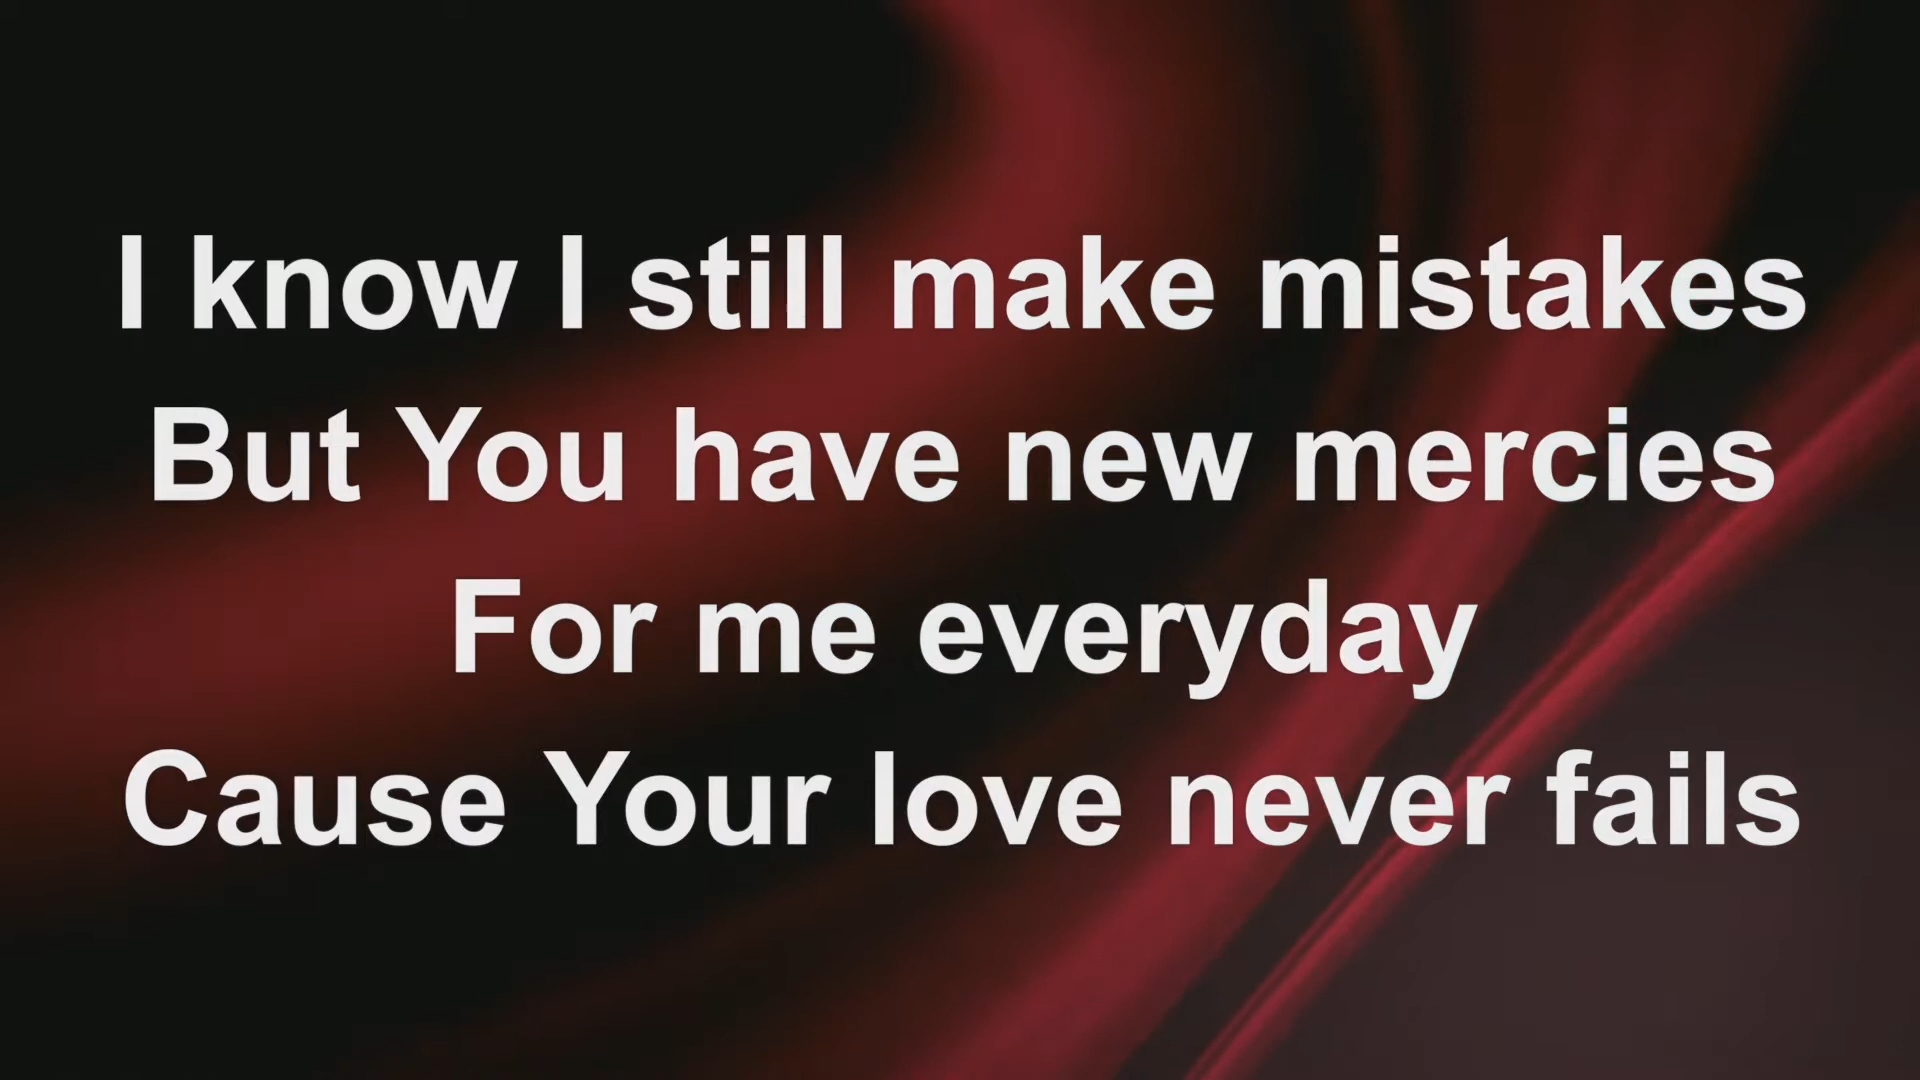 I know I still make mistakes
But You have new mercies
For me everyday
Cause Your love never fails